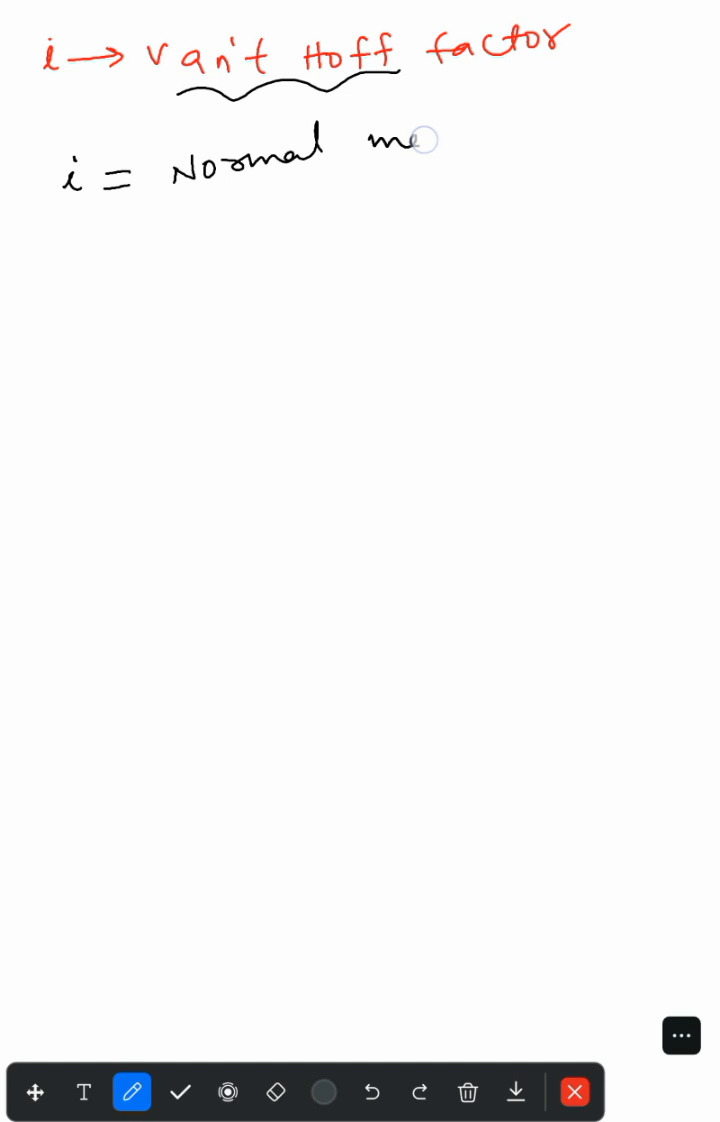 i → van't Hoff factor
i = Normal me
T